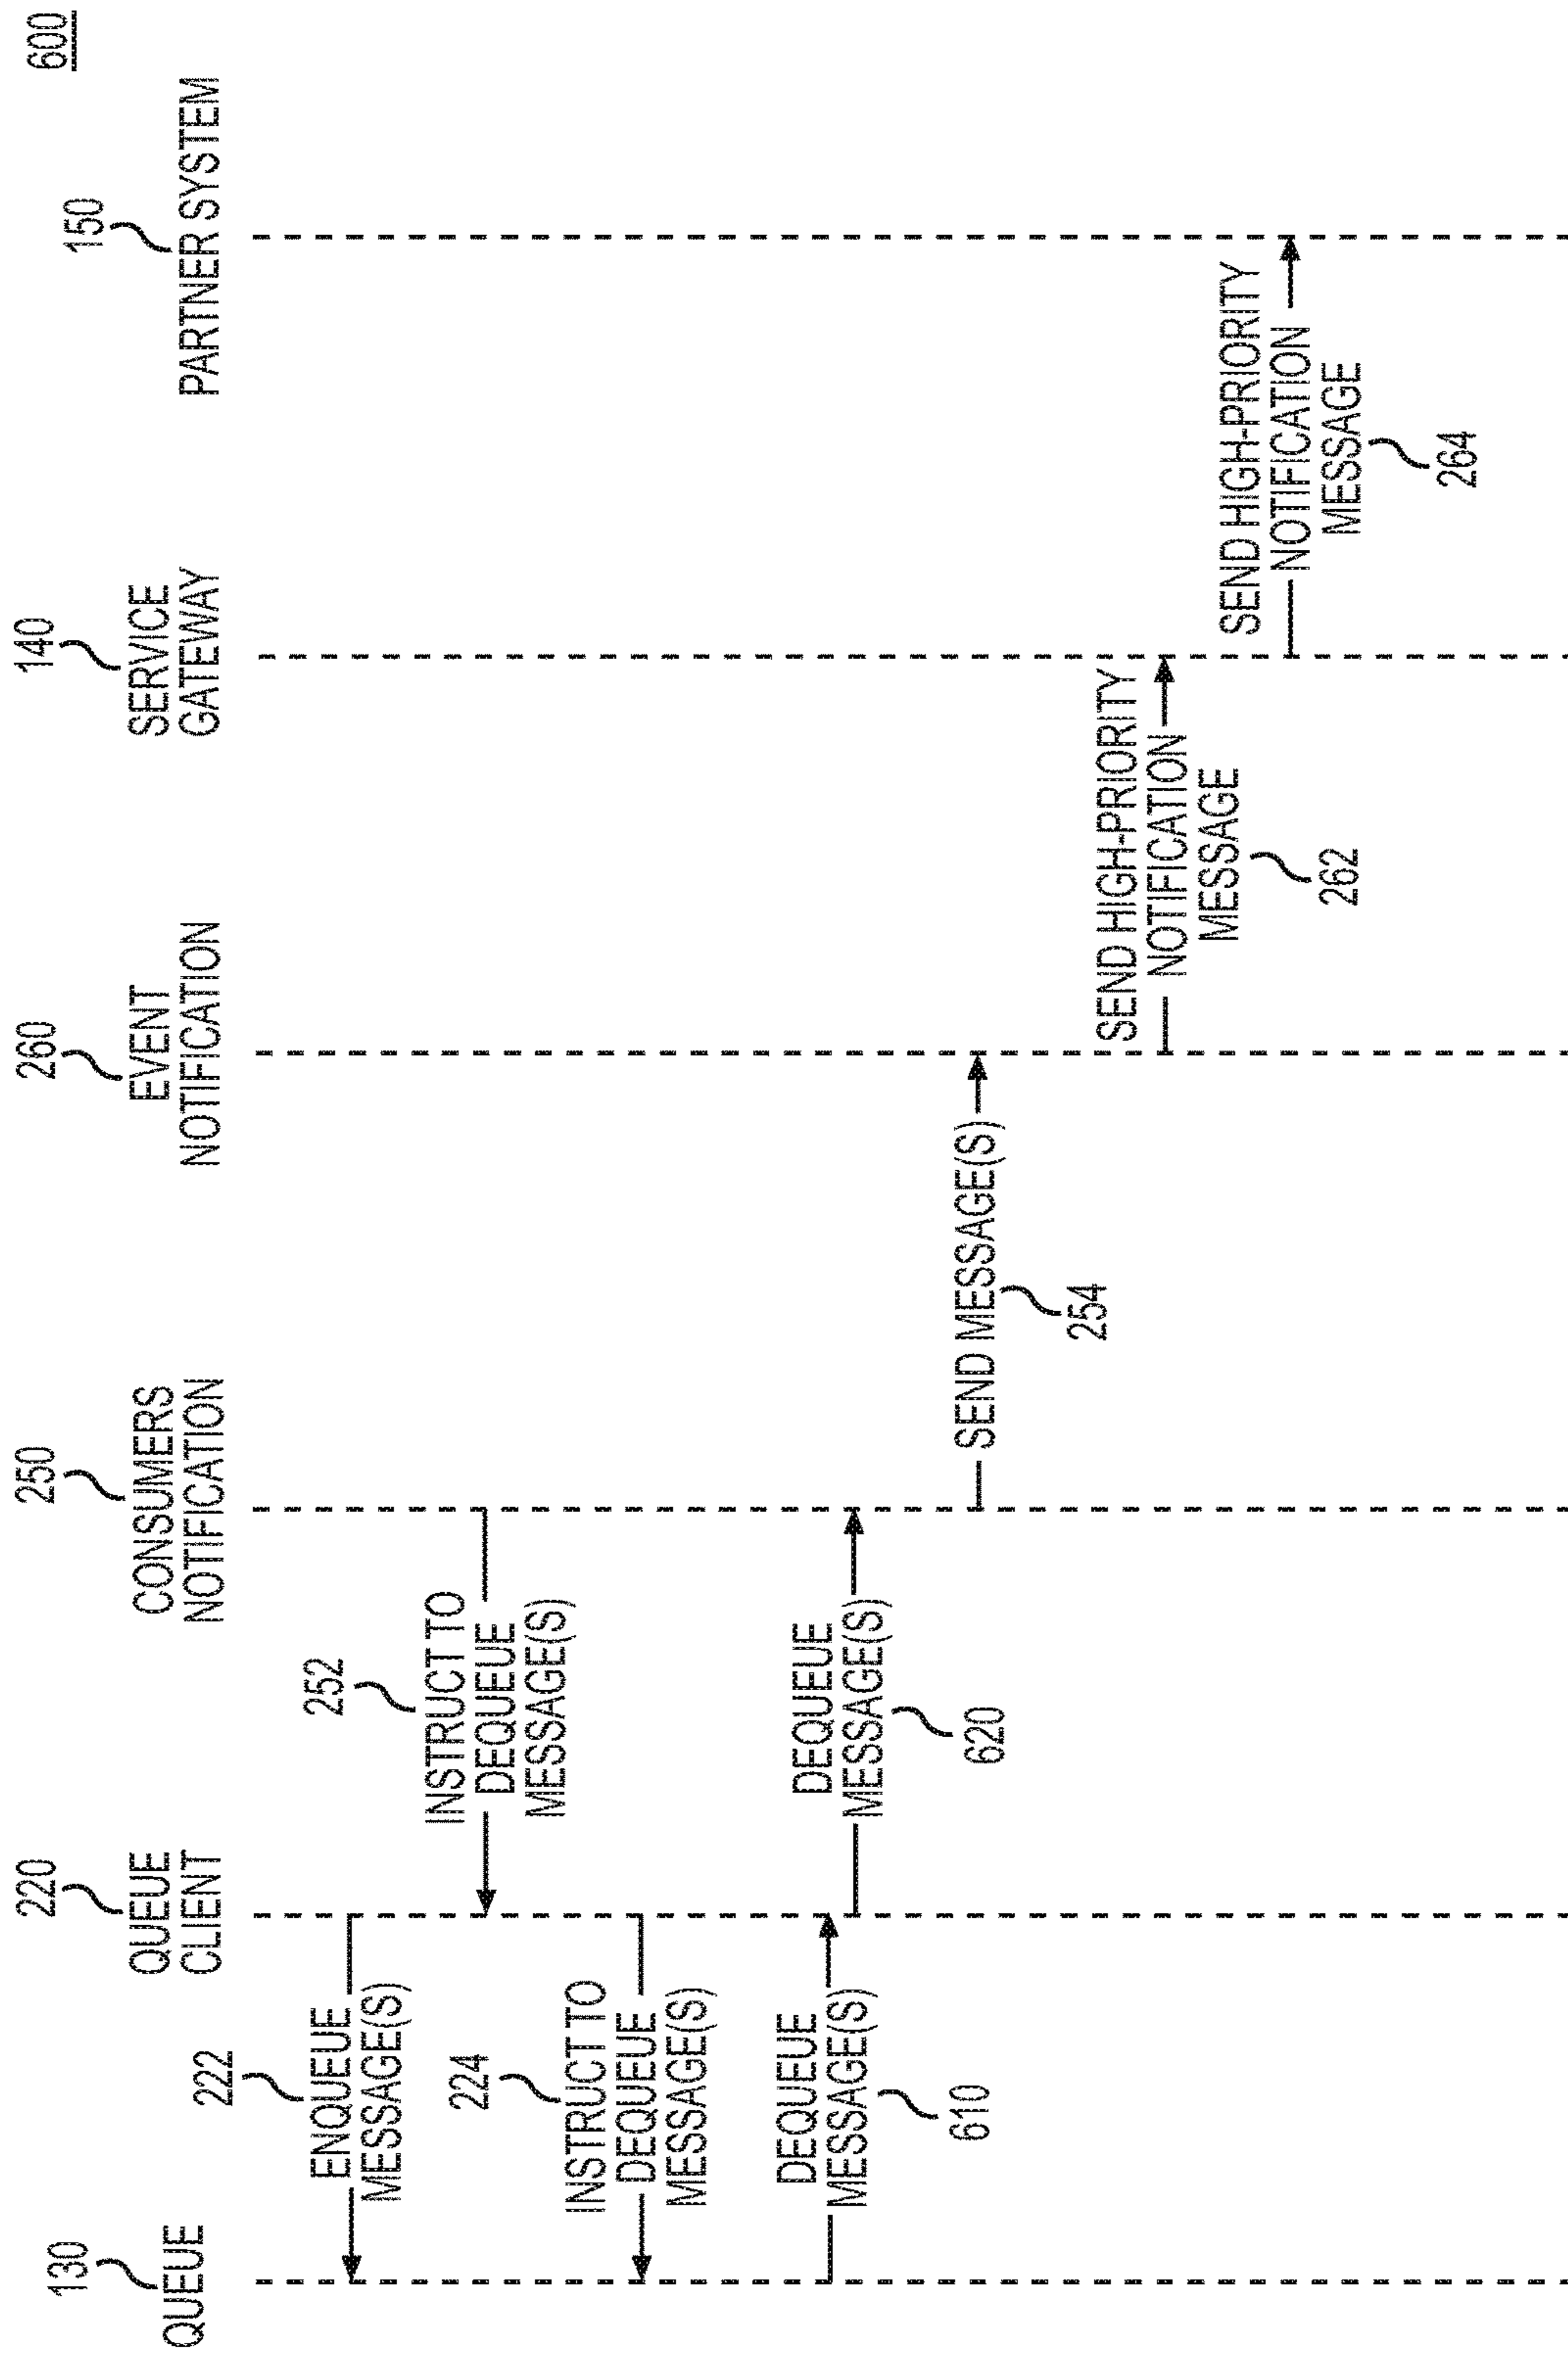 600
130
QUEUE
220
QUEUE
CLIENT
250
CONSUMERS
NOTIFICATION
260
EVENT
NOTIFICATION
140
SERVICE
GATEWAY
150
PARTNER SYSTEM
222
ENQUEUE
MESSAGE(S)
252
INSTRUCT TO
DEQUEUE
MESSAGE(S)
224
INSTRUCT TO
DEQUEUE
MESSAGE(S)
DEQUEUE
MESSAGE(S)
610
DEQUEUE
MESSAGE(S)
620
SEND MESSAGE(S)
254
SEND HIGH-PRIORITY
NOTIFICATION
MESSAGE
262
SEND HIGH-PRIORITY
NOTIFICATION
MESSAGE
264